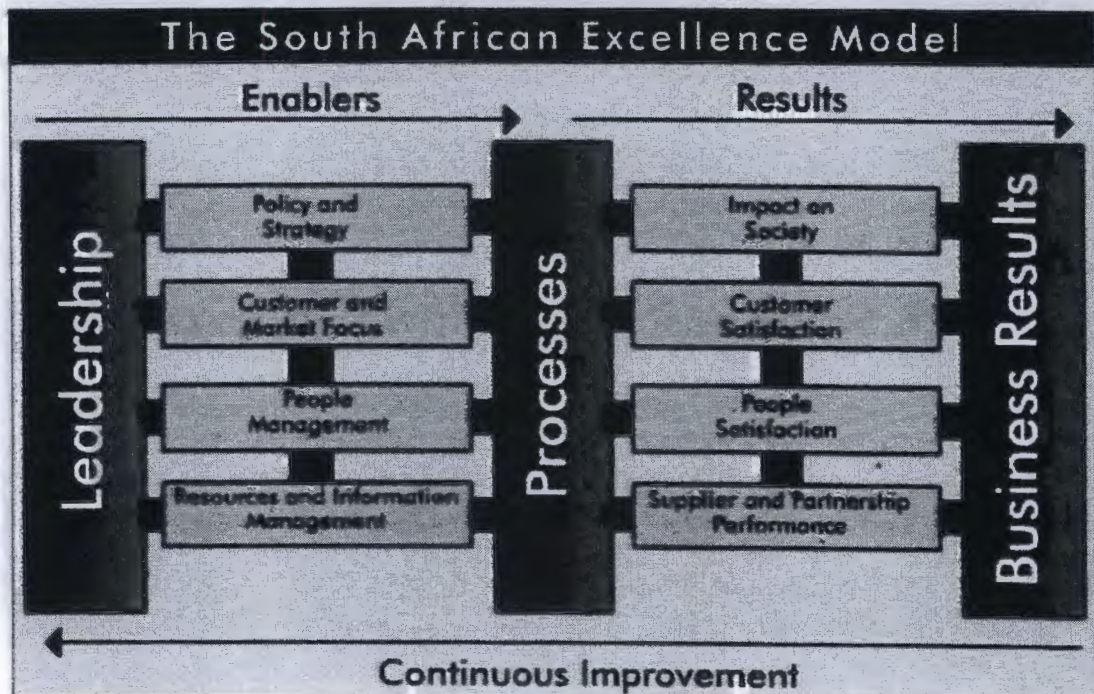 The South African Excellence Model
Enablers
Results
Leadership
Policy and
Strategy
Customer and
Market Focus
People
Management
Resources and Information
Management
Processes
Impact on
Society
Customer
Satisfaction
People
Satisfaction
Supplier and Partnership
Performance
Business Results
Continuous Improvement